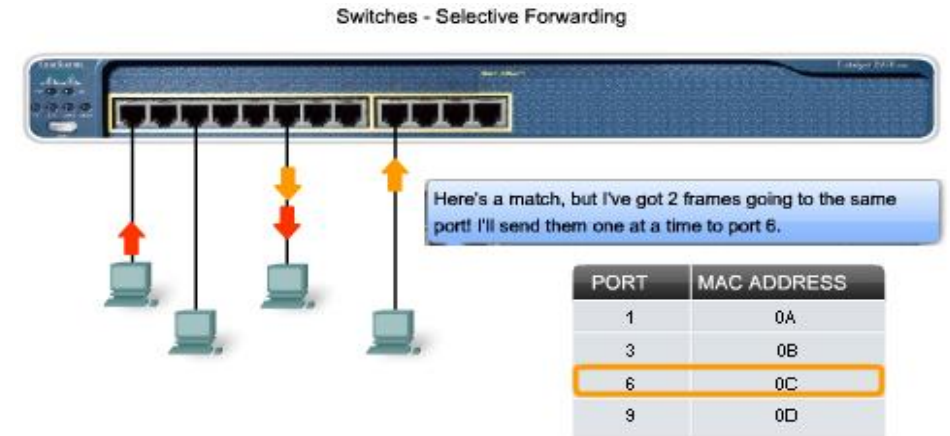 Switches - Selective Forwarding
Here's a match, but I've got 2 frames going to the same
port! I'll send them one at a time to port 6.
PORT MAC ADDRESS
1 0A
3 0B
6 0C
9 0D